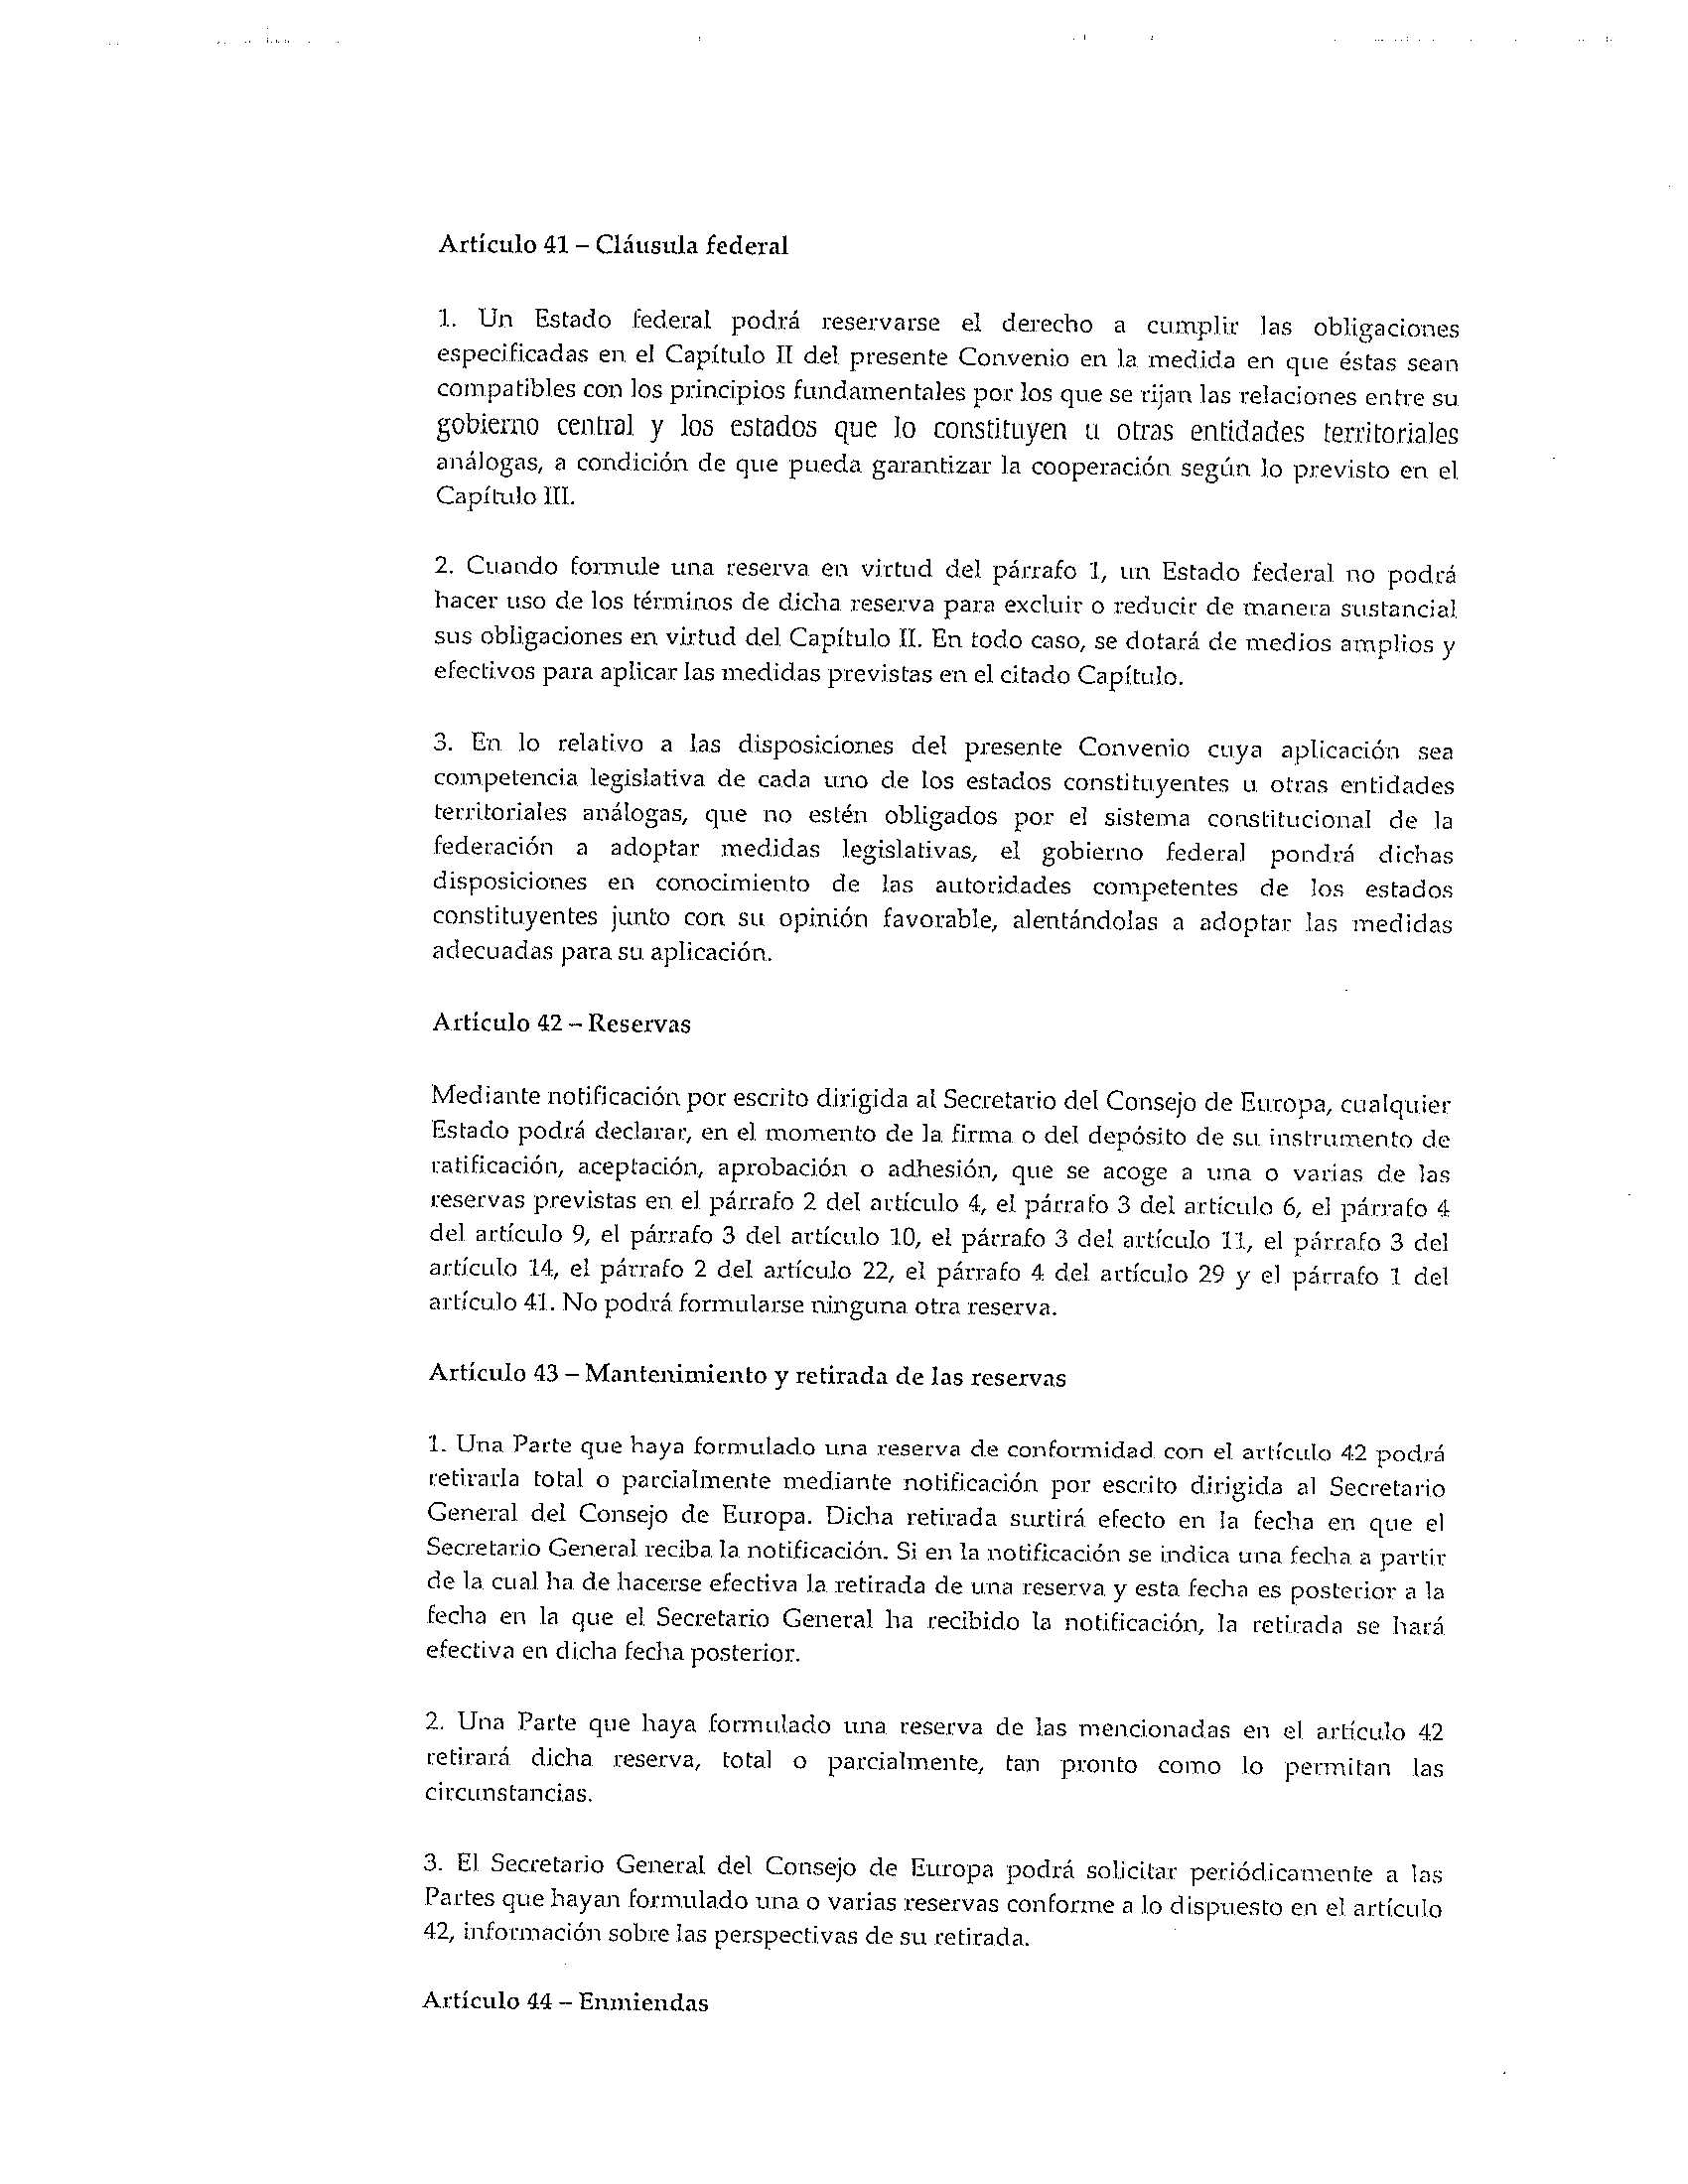 Artículo 41 – Cláusula federal
1. Un Estado federal podrá reservarse el derecho a cumplir las obligaciones
especificadas en el Capítulo II del presente Convenio en la medida en que éstas sean
compatibles con los principios fundamentales por los que se rijan las relaciones entre su
gobierno central y los estados que lo constituyen u otras entidades territoriales
análogas, a condición de que pueda garantizar la cooperación según lo previsto en el
Capítulo III.
2. Cuando formule una reserva en virtud del párrafo 1, un Estado federal no podrá
hacer uso de los términos de dicha reserva para excluir o reducir de manera sustancial
sus obligaciones en virtud del Capítulo II. En todo caso, se dotará de medios amplios y
efectivos para aplicar las medidas previstas en el citado Capítulo.
3. En lo relativo a las disposiciones del presente Convenio cuya aplicación sea
competencia legislativa de cada uno de los estados constituyentes u otras entidades
territoriales análogas, que no estén obligados por el sistema constitucional de la
federación a adoptar medidas legislativas, el gobierno federal pondrá dichas
disposiciones en conocimiento de las autoridades competentes de los estados
constituyentes junto con su opinión favorable, alentándolas a adoptar las medidas
adecuadas para su aplicación.
Artículo 42 – Reservas
Mediante notificación por escrito dirigida al Secretario del Consejo de Europa, cualquier
Estado podrá declarar, en el momento de la firma o del depósito de su instrumento de
ratificación, aceptación, aprobación o adhesión, que se acoge a una o varias de las
reservas previstas en el párrafo 2 del artículo 4, el párrafo 3 del artículo 6, el párrafo 4
del artículo 9, el párrafo 3 del artículo 10, el párrafo 3 del artículo 11, el párrafo 3 del
artículo 14, el párrafo 2 del artículo 22, el párrafo 4 del artículo 29 y el párrafo 1 del
artículo 41. No podrá formularse ninguna otra reserva.
Artículo 43 – Mantenimiento y retirada de las reservas
1. Una Parte que haya formulado una reserva de conformidad con el artículo 42 podrá
retirarla total o parcialmente mediante notificación por escrito dirigida al Secretario
General del Consejo de Europa. Dicha retirada surtirá efecto en la fecha en que el
Secretario General reciba la notificación. Si en la notificación se indica una fecha a partir
de la cual ha de hacerse efectiva la retirada de una reserva y esta fecha es posterior a la
fecha en la que el Secretario General ha recibido la notificación, la retirada se hará
efectiva en dicha fecha posterior.
2. Una Parte que haya formulado una reserva de las mencionadas en el artículo 42
retirará dicha reserva, total o parcialmente, tan pronto como lo permitan las
circunstancias.
3. El Secretario General del Consejo de Europa podrá solicitar periódicamente a las
Partes que hayan formulado una o varias reservas conforme a lo dispuesto en el artículo
42, información sobre las perspectivas de su retirada.
Artículo 44 – Enmiendas